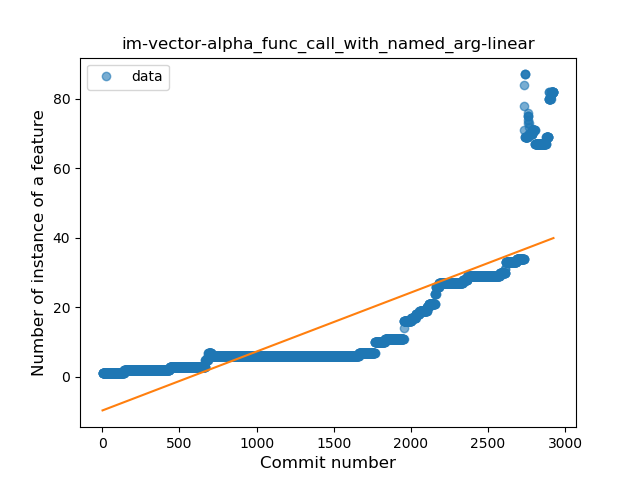 im-vector-alpha_func_call_with_named_arg-linear
data
Number of instance of a feature
80
60
40
20
0
0 500 1000 1500 2000 2500 3000
Commit number